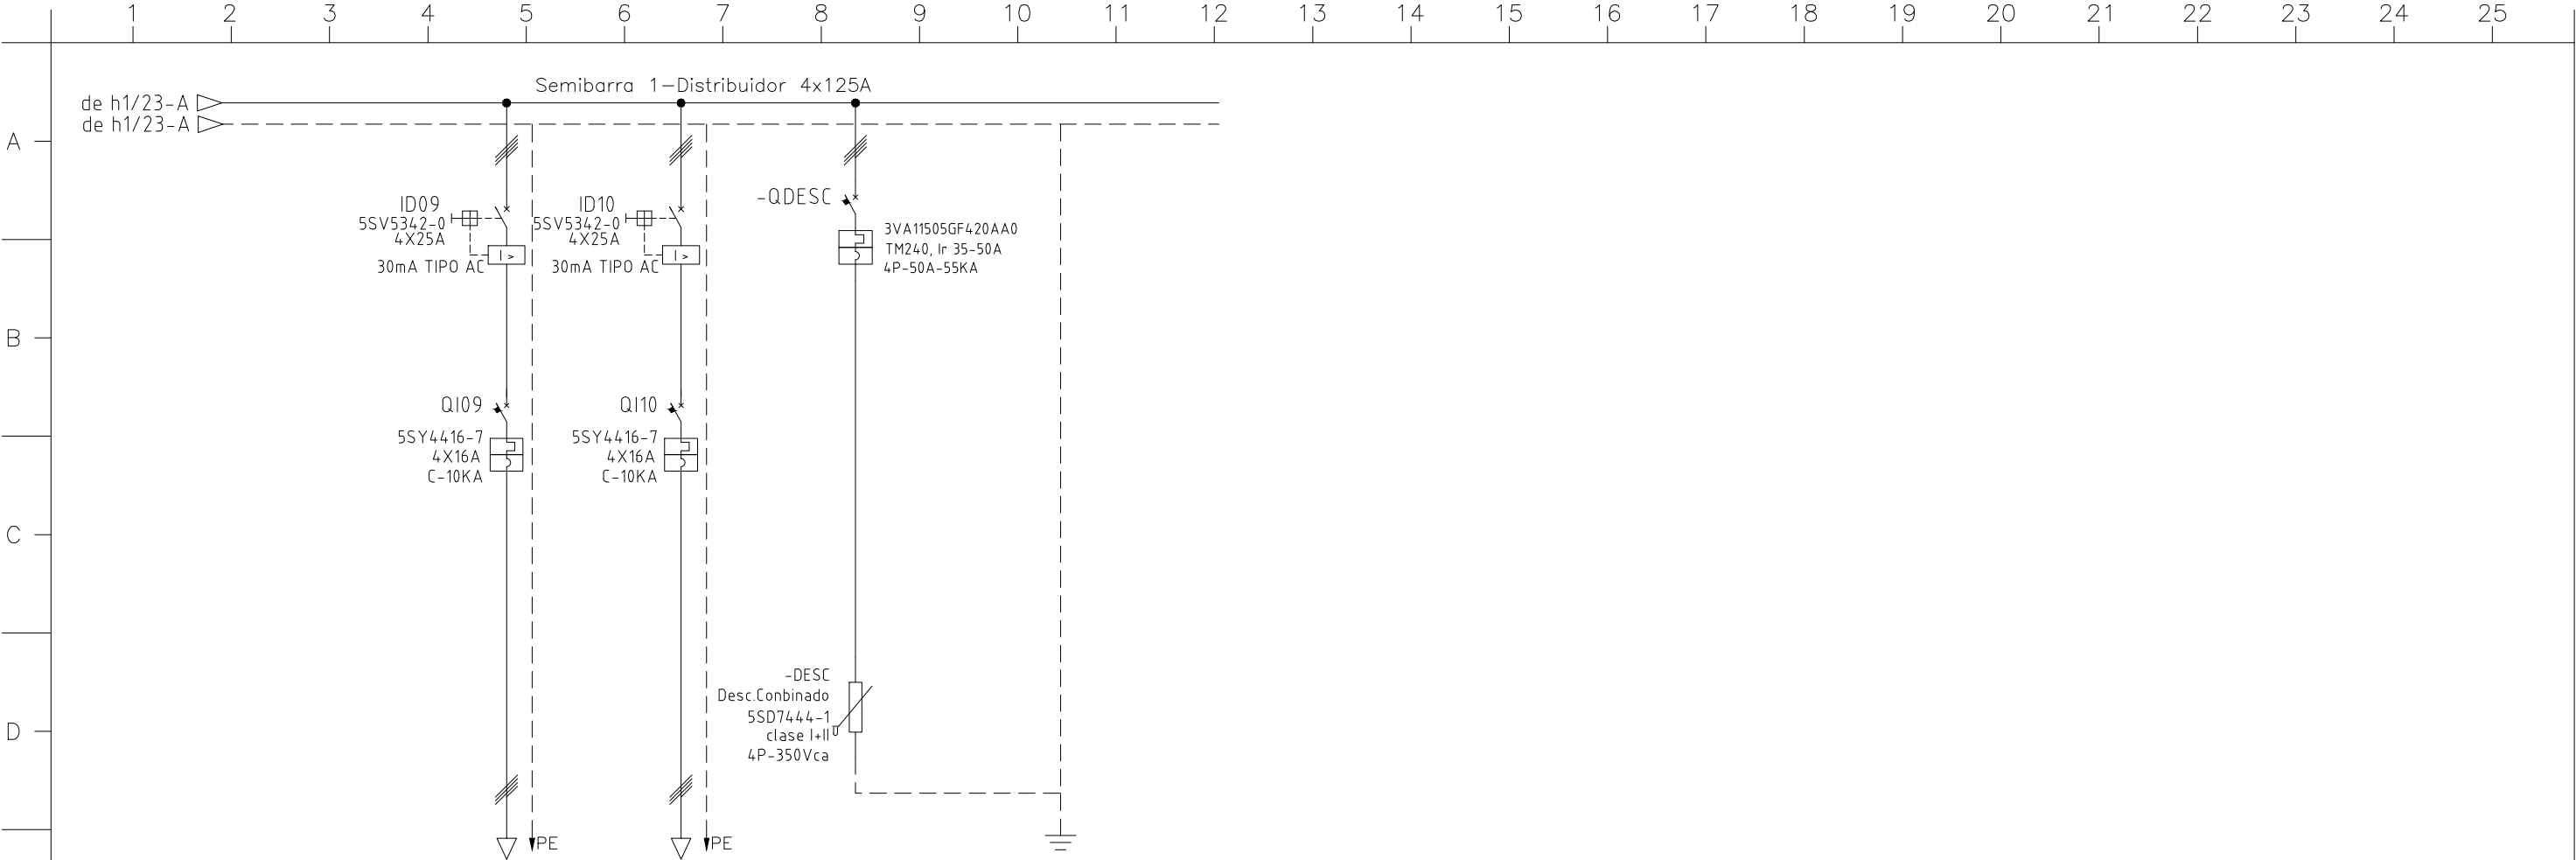 1 2 3 4 5 6 7 8 9 10 11 12 13 14 15 16 17 18 19 20 21 22 23 24 25
Semibarra 1-Distribuidor 4x125A
de h1/23-A
de h1/23-A
A
ID09
5SV5342-0
4X25A
30mA TIPO AC
I >
ID10
5SV5342-0
4X25A
30mA TIPO AC
I >
-QDESC
3VA11505GF420AA0
TM240, Ir 35-50A
4P-50A-55KA
B
QI09
5SY4416-7
4X16A
C-10KA
QI10
5SY4416-7
4X16A
C-10KA
C
-DESC
Desc.Conbinado
5SD7444-1
clase I+II
4P-350Vca
U
D
PE
PE